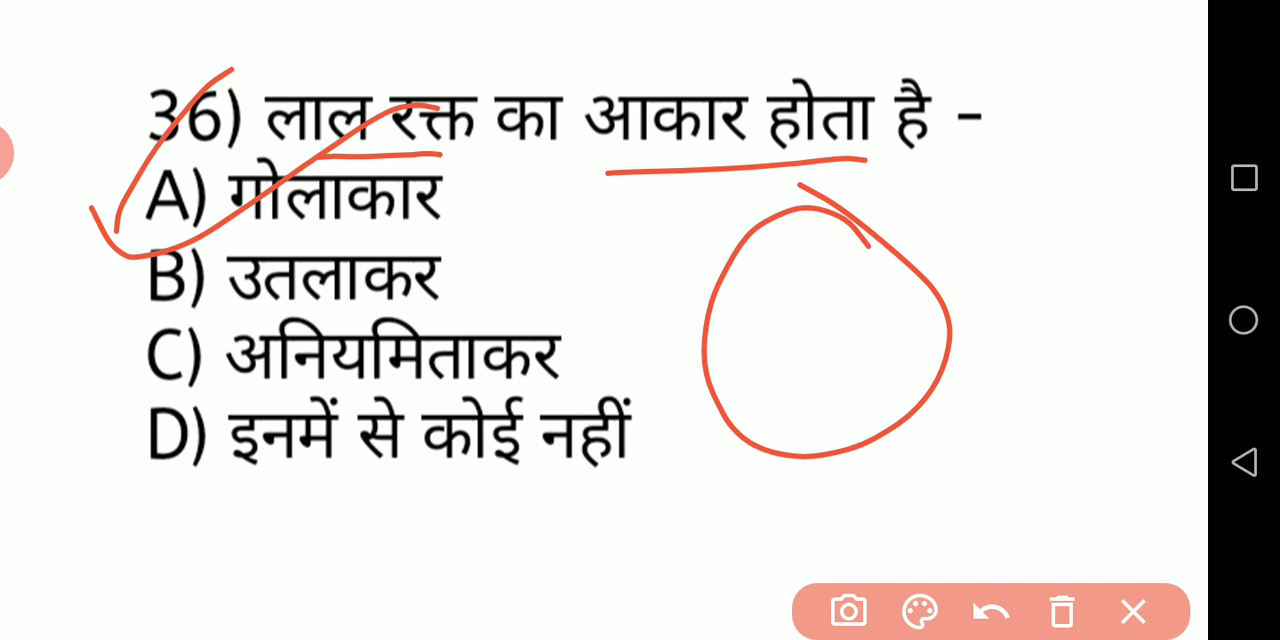 36) लाल रक्त का आकार होता है -
A) गोलाकार
B) उतलाकर
C) अनियमिताकर
D) इनमें से कोई नहीं